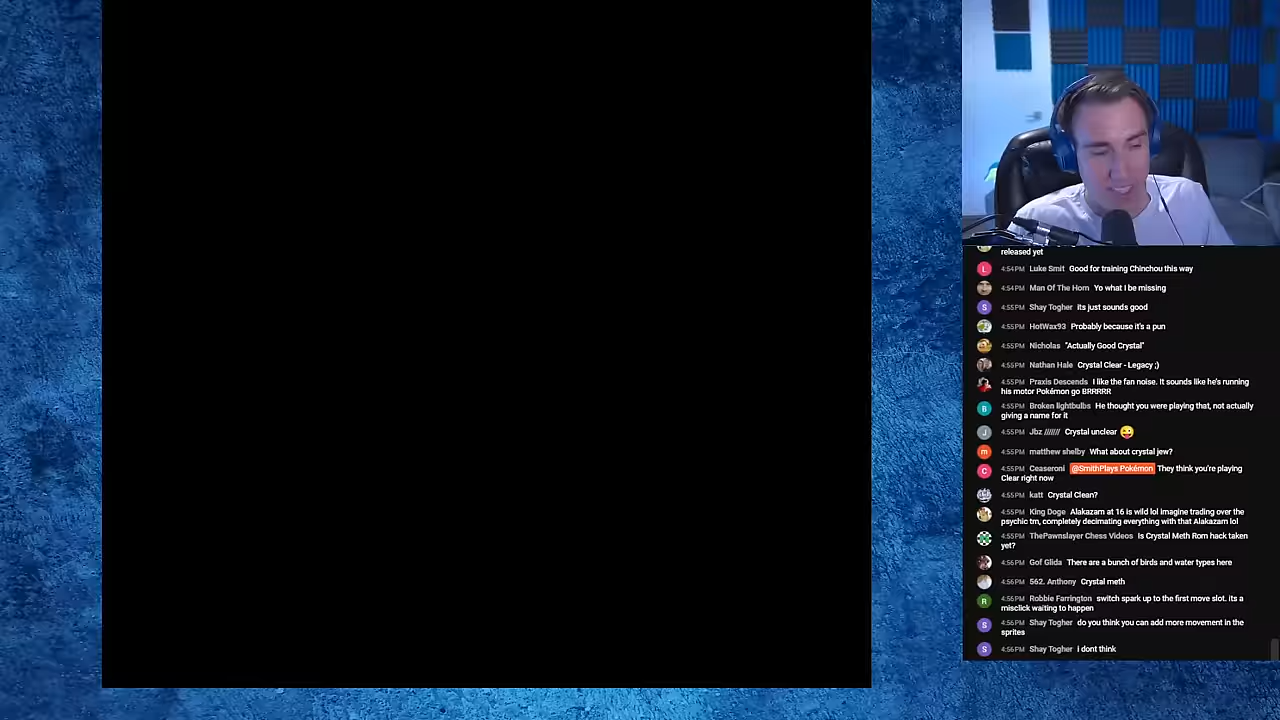 released yet
4:54PM Luke Smit Good for training Chinchou this way
4:54PM Man Of The Horn Yo what I be missing
4:55PM Shay Togher its just sounds good
4:55PM HotWax93 Probably because it's a pun
4:55PM Nicholas "Actually Good Crystal"
4:55PM Nathan Hale Crystal Clear - Legacy ;)
4:55PM Praxis Descends I like the fan noise. It sounds like he's running
his motor Pokémon go BRRRRR
B 4:55PM Broken lightbulbs He thought you were playing that, not actually
giving a name for it
J 4:55PM Jbz /////// Crystal unclear 😜
m 4:55PM matthew shelby What about crystal jew?
C 4:55PM Ceaseroni @SmithPlays Pokémon They think you're playing
Clear right now
4:55PM katt Crystal Clean?
4:55PM King Doge Alakazam at 16 is wild lol imagine trading over the
psychic tm, completely decimating everything with that Alakazam lol
4:55PM ThePawnslayer Chess Videos Is Crystal Meth Rom hack taken
yet?
4:56PM Gof Glida There are a bunch of birds and water types here
4:56PM 562. Anthony Crystal meth
R 4:56PM Robbie Farrington switch spark up to the first move slot. its a
misclick waiting to happen
S 4:56PM Shay Togher do you think you can add more movement in the
sprites
S 4:56PM Shay Togher i dont think